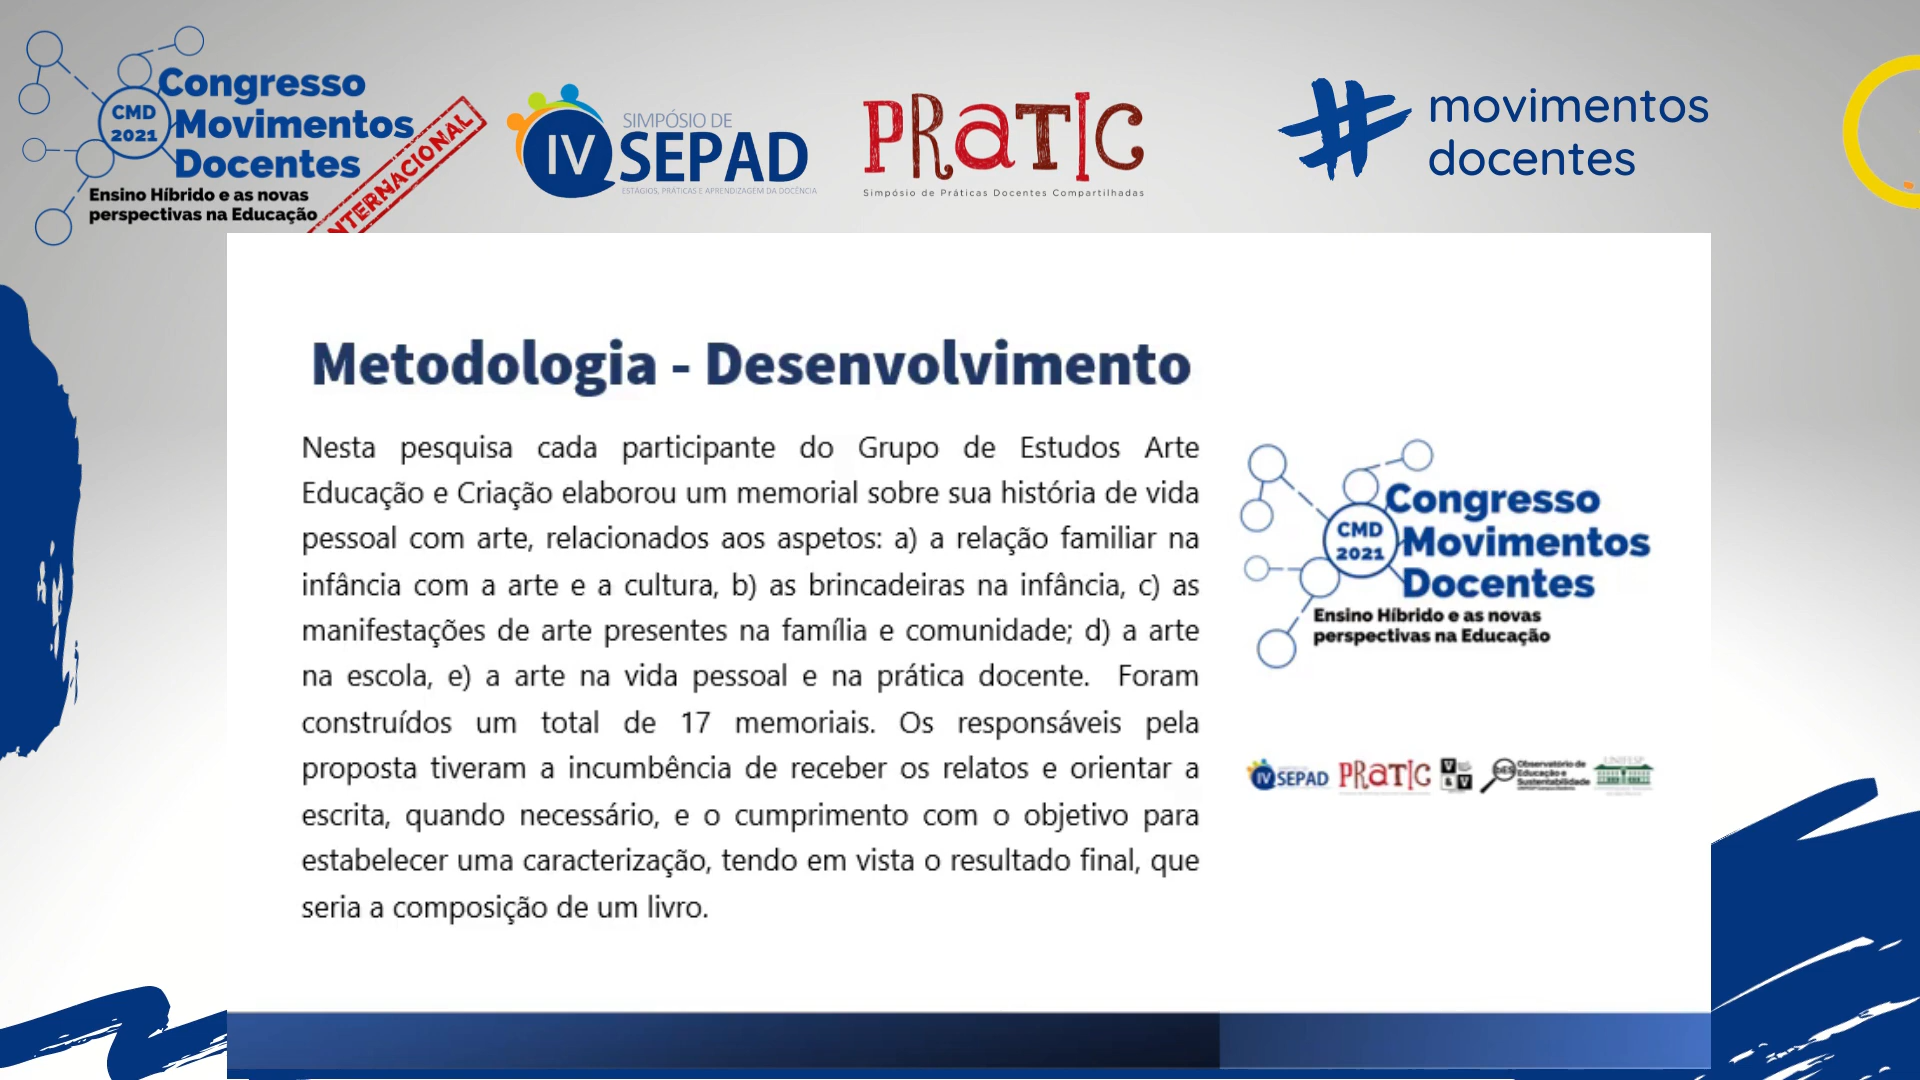 Congresso
CMD
2021
Movimentos
Docentes
Ensino Híbrido e as novas
perspectivas na Educação
INTERNACIONAL
SIMPÓSIO DE
IV SEPAD
ESTÁGIOS, PRÁTICAS E APRENDIZAGEM DA DOCÊNCIA
PRATIC
Simpósio de Práticas Docentes Compartilhadas
# movimentos
docentes
Metodologia - Desenvolvimento
Nesta pesquisa cada participante do Grupo de Estudos Arte
Educação e Criação elaborou um memorial sobre sua história de vida
pessoal com arte, relacionados aos aspetos: a) a relação familiar na
infância com a arte e a cultura, b) as brincadeiras na infância, c) as
manifestações de arte presentes na família e comunidade; d) a arte
na escola, e) a arte na vida pessoal e na prática docente. Foram
construídos um total de 17 memoriais. Os responsáveis pela
proposta tiveram a incumbência de receber os relatos e orientar a
escrita, quando necessário, e o cumprimento com o objetivo para
estabelecer uma caracterização, tendo em vista o resultado final, que
seria a composição de um livro.
Congresso
CMD
2021
Movimentos
Docentes
Ensino Híbrido e as novas
perspectivas na Educação
IV SEPAD
PRATIC
V
& V
Observatório de
Educação e
Sustentabilidade
UNIFESP